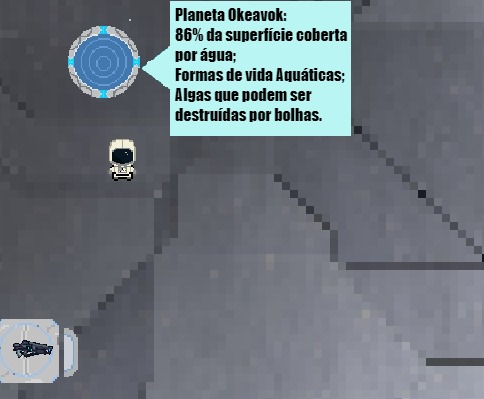 Planeta Okeavok:
86% da superfície coberta
por água;
Formas de vida Aquáticas;
Algas que podem ser
destruídas por bolhas.